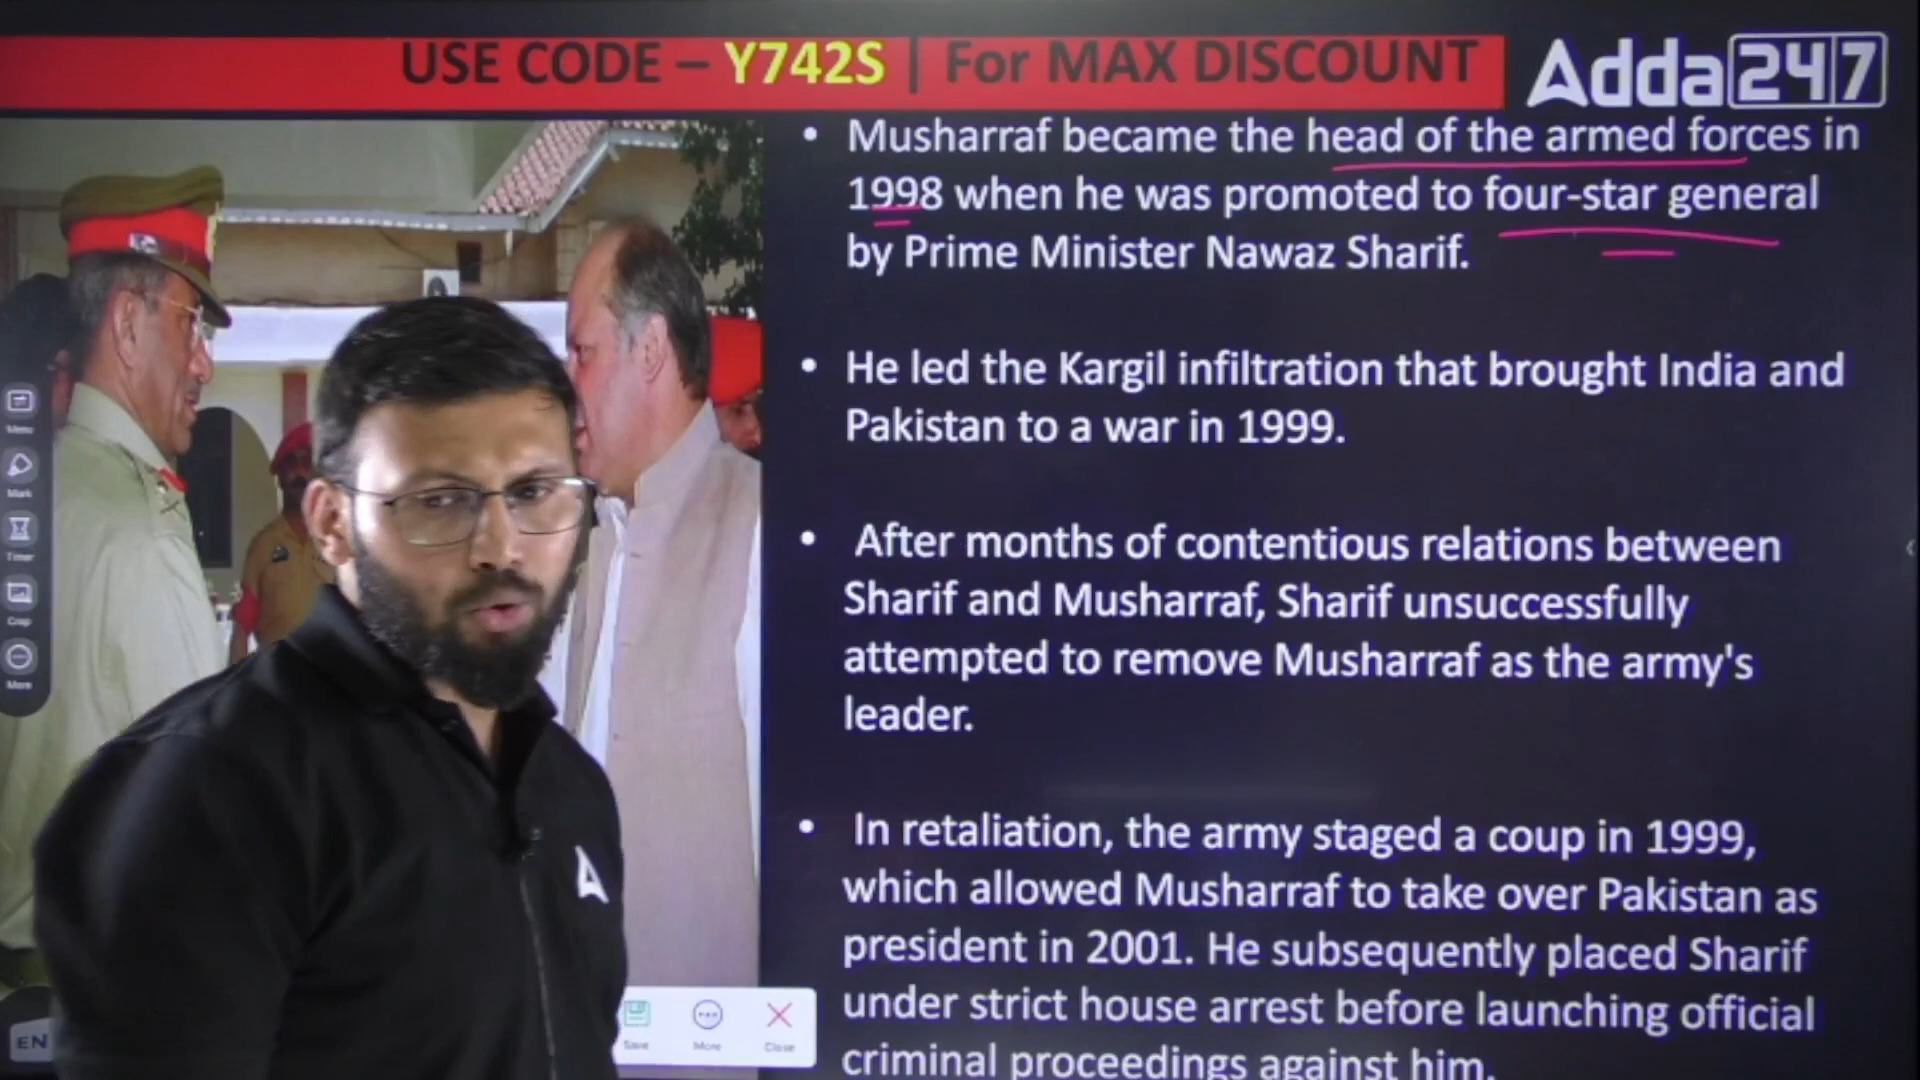 USE CODE – Y742S | For MAX DISCOUNT
Adda247
• Musharraf became the head of the armed forces in
1998 when he was promoted to four-star general
by Prime Minister Nawaz Sharif.
• He led the Kargil infiltration that brought India and
Pakistan to a war in 1999.
• After months of contentious relations between
Sharif and Musharraf, Sharif unsuccessfully
attempted to remove Musharraf as the army's
leader.
• In retaliation, the army staged a coup in 1999,
which allowed Musharraf to take over Pakistan as
president in 2001. He subsequently placed Sharif
under strict house arrest before launching official
criminal proceedings against him.
Menu
Mark
Timer
Crop
More
EN
Save
More
Close